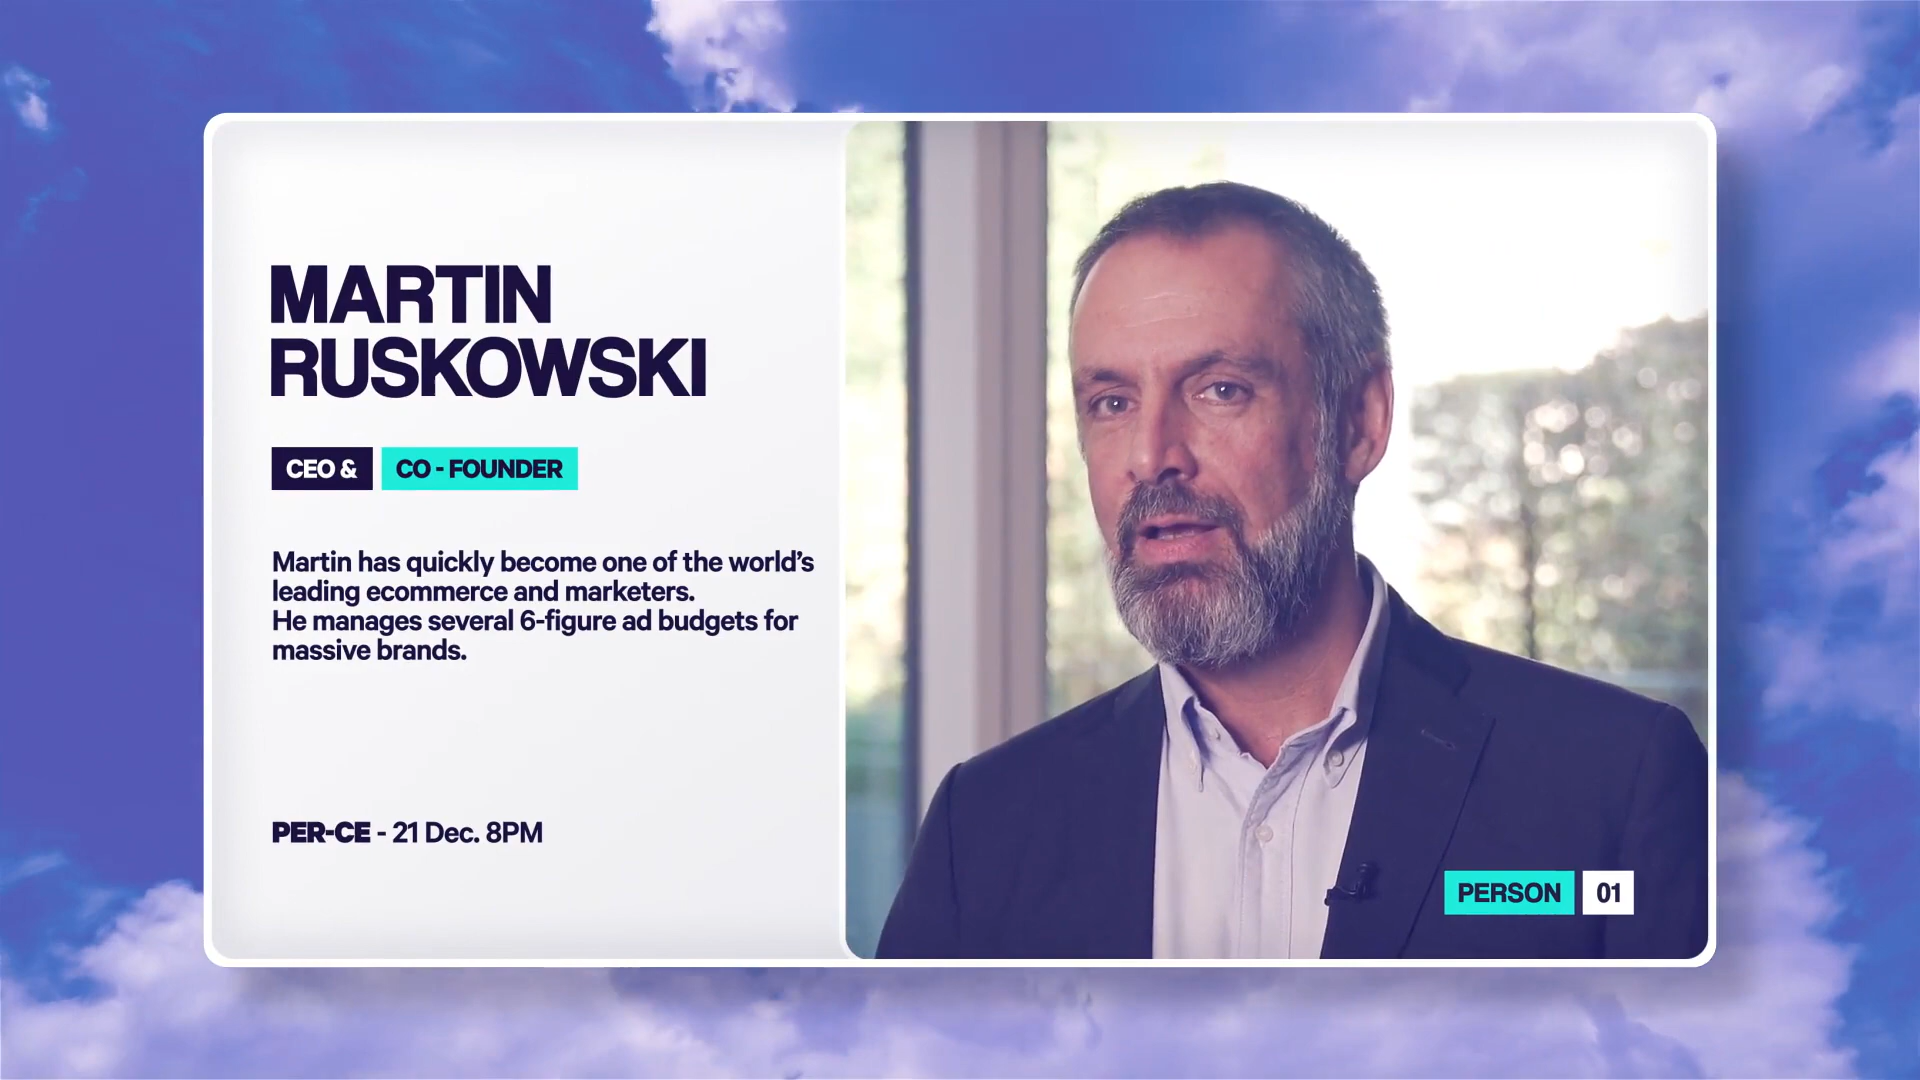 MARTIN
RUSKOWSKI
CEO & CO - FOUNDER
Martin has quickly become one of the world’s
leading ecommerce and marketers.
He manages several 6-figure ad budgets for
massive brands.
PER-CE - 21 Dec. 8PM
PERSON 01